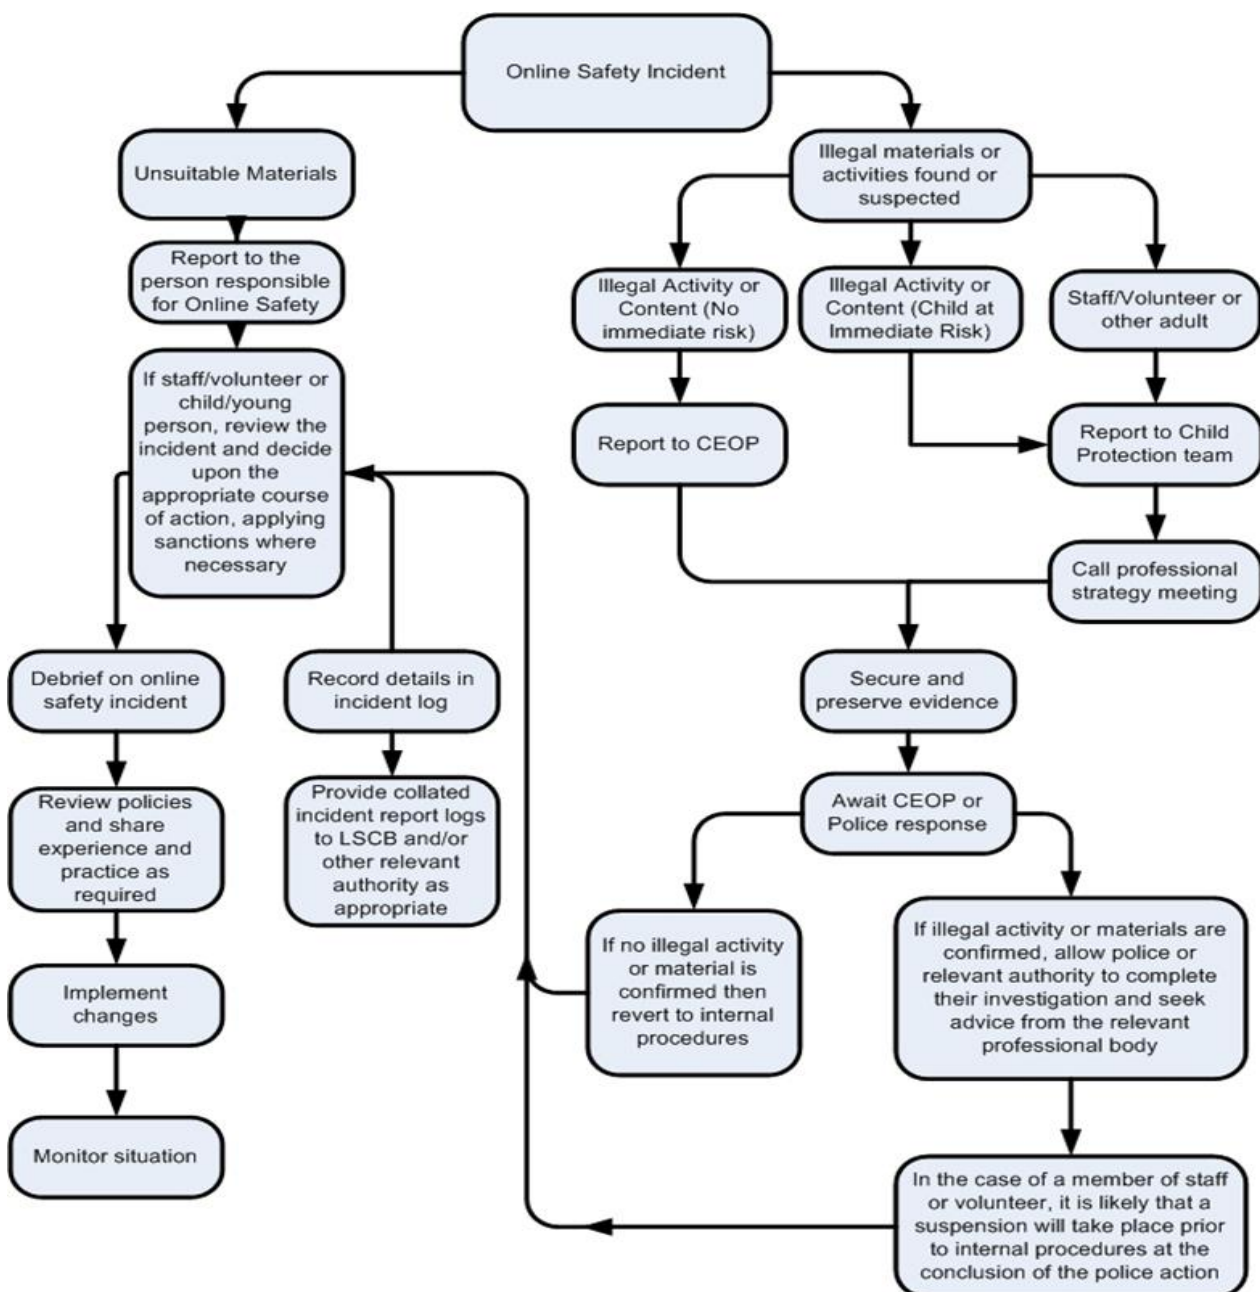 Online Safety Incident
Unsuitable Materials
Report to the
person responsible
for Online Safety
If staff/volunteer or
child/young
person, review the
incident and decide
upon the
appropriate course
of action, applying
sanctions where
necessary
Debrief on online
safety incident
Review policies
and share
experience and
practice as
required
Implement
changes
Monitor situation
Record details in
incident log
Provide collated
incident report logs
to LSCB and/or
other relevant
authority as
appropriate
Illegal materials or
activities found or
suspected
Illegal Activity or
Content (No
immediate risk)
Illegal Activity or
Content (Child at
Immediate Risk)
Staff/Volunteer or
other adult
Report to CEOP
Report to Child
Protection team
Call professional
strategy meeting
Secure and
preserve evidence
Await CEOP or
Police response
If no illegal activity
or material is
confirmed then
revert to internal
procedures
If illegal activity or materials are
confirmed, allow police or
relevant authority to complete
their investigation and seek
advice from the relevant
professional body
In the case of a member of staff
or volunteer, it is likely that a
suspension will take place prior
to internal procedures at the
conclusion of the police action